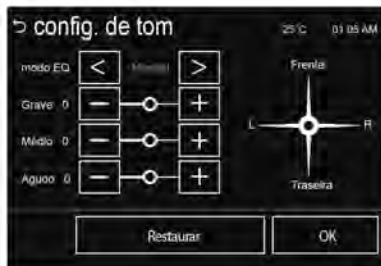 config. de tom
25°C 01:05 AM
modo EQ < >
Frente
Grave 0 — +
L R
Médio 0 — +
Agudo 0 — +
Traseira
Restaurar OK